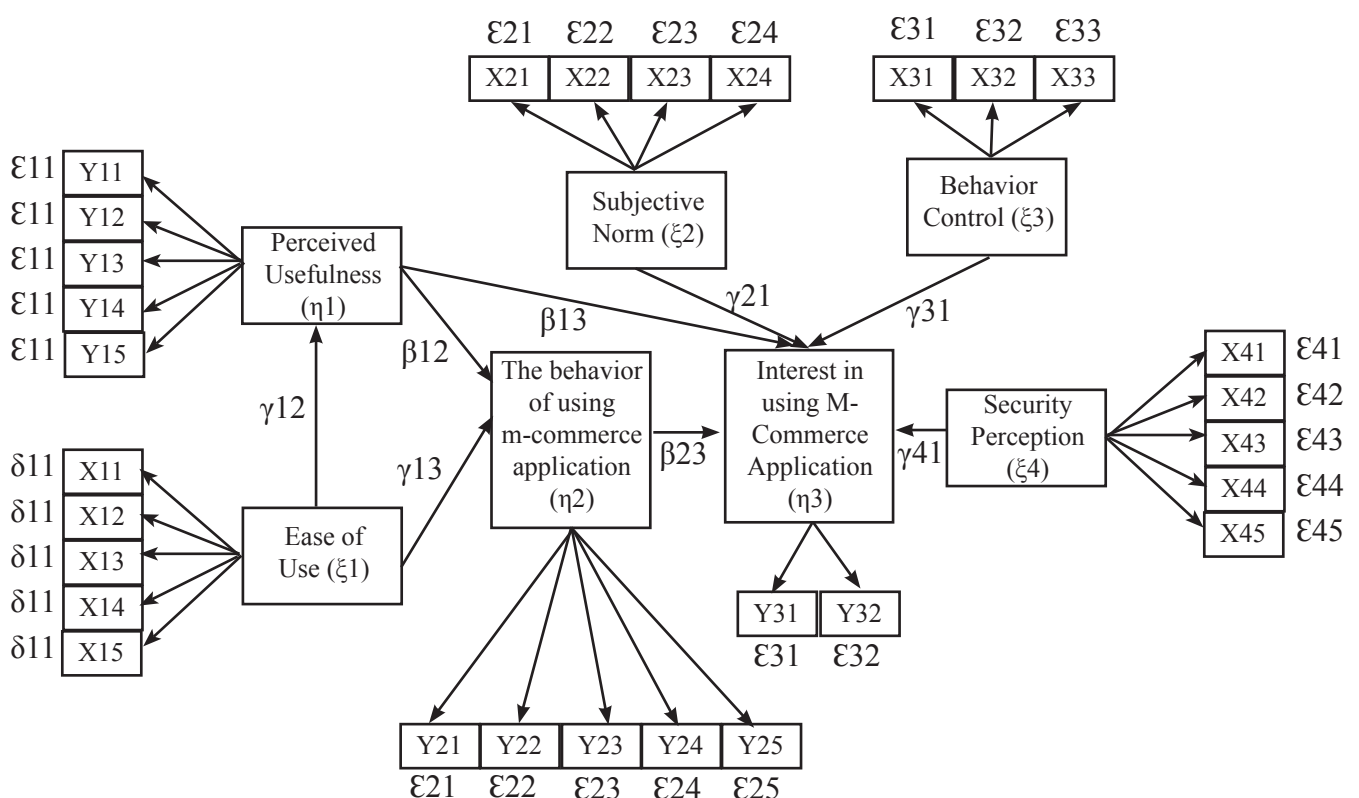 Ɛ21 Ɛ22 Ɛ23 Ɛ24
X21 X22 X23 X24
Ɛ31 Ɛ32 Ɛ33
X31 X32 X33
Ɛ11 Y11
Ɛ11 Y12
Ɛ11 Y13
Ɛ11 Y14
Ɛ11 Y15
Perceived
Usefulness
(η1)
Subjective
Norm (ξ2)
Behavior
Control (ξ3)
γ21
γ31
β13
β12
γ12
γ13
The behavior
of using
m-commerce
application
(η2)
β23
Interest in
using M-
Commerce
Application
(η3)
γ41
Security
Perception
(ξ4)
X41 Ɛ41
X42 Ɛ42
X43 Ɛ43
X44 Ɛ44
X45 Ɛ45
δ11 X11
δ11 X12
δ11 X13
δ11 X14
δ11 X15
Ease of
Use (ξ1)
Y31 Y32
Ɛ31 Ɛ32
Y21 Y22 Y23 Y24 Y25
Ɛ21 Ɛ22 Ɛ23 Ɛ24 Ɛ25